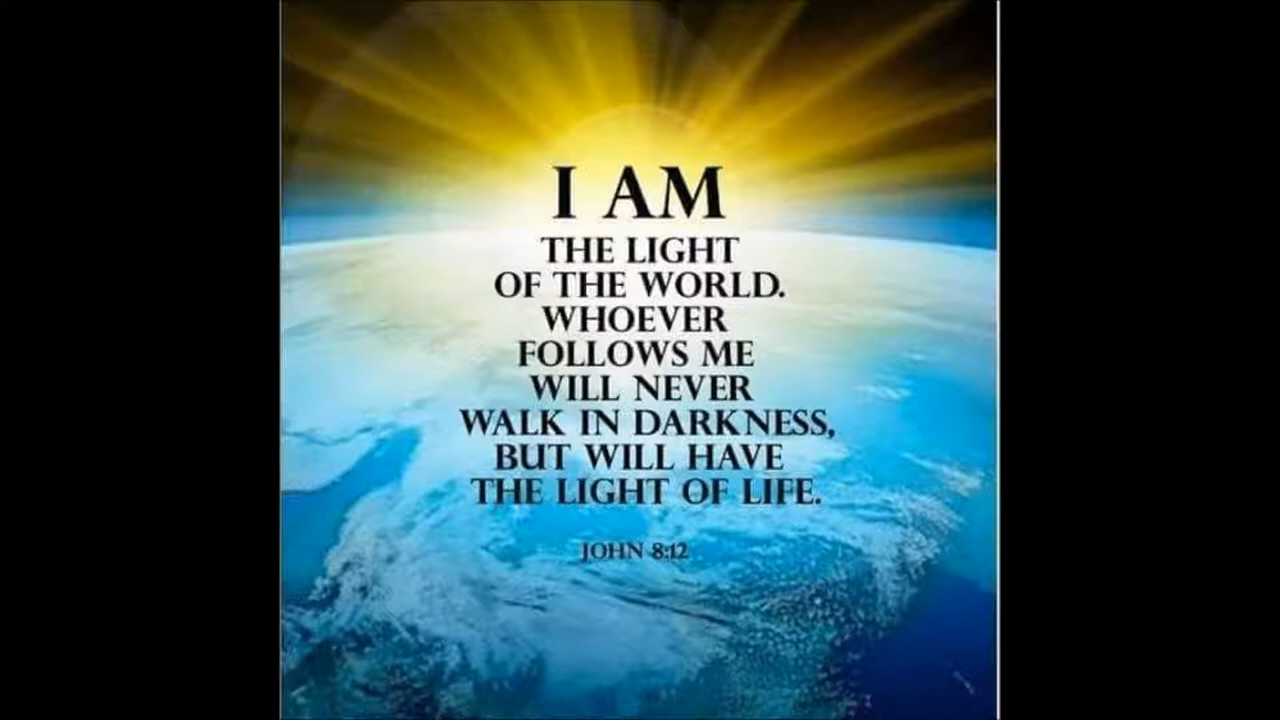 I AM
THE LIGHT
OF THE WORLD.
WHOEVER
FOLLOWS ME
WILL NEVER
WALK IN DARKNESS,
BUT WILL HAVE
THE LIGHT OF LIFE.
JOHN 8:12